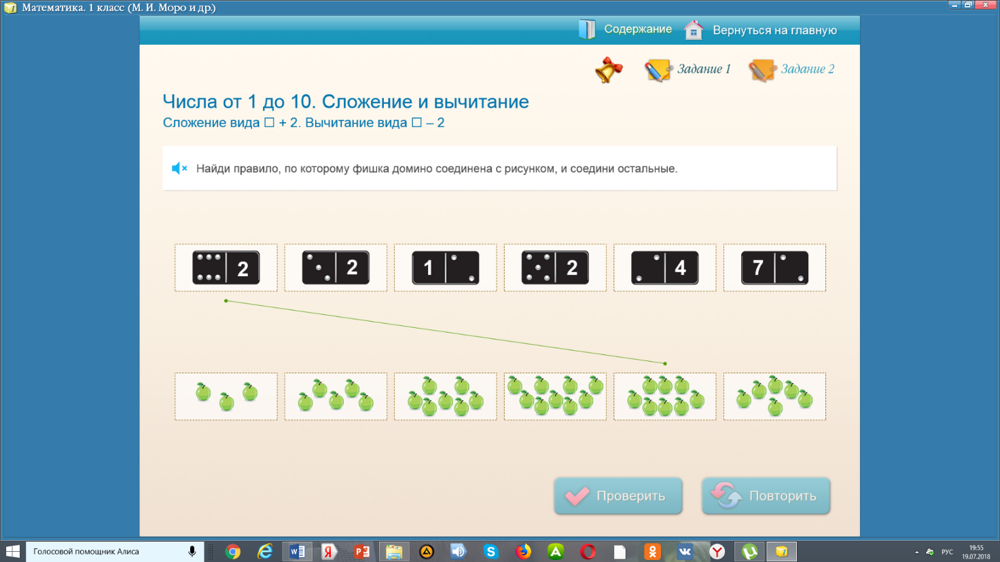 Математика. 1 класс (М. И. Моро и др.)
Содержание
Вернуться на главную
Задание 1
Задание 2
Числа от 1 до 10. Сложение и вычитание
Сложение вида □ + 2. Вычитание вида □ – 2
Найди правило, по которому фишка домино соединена с рисунком, и соедини остальные.
2 2 1 2 4 7
Проверить
Повторить
Голосовой помощник Алиса
РУС
19:55
19.07.2018